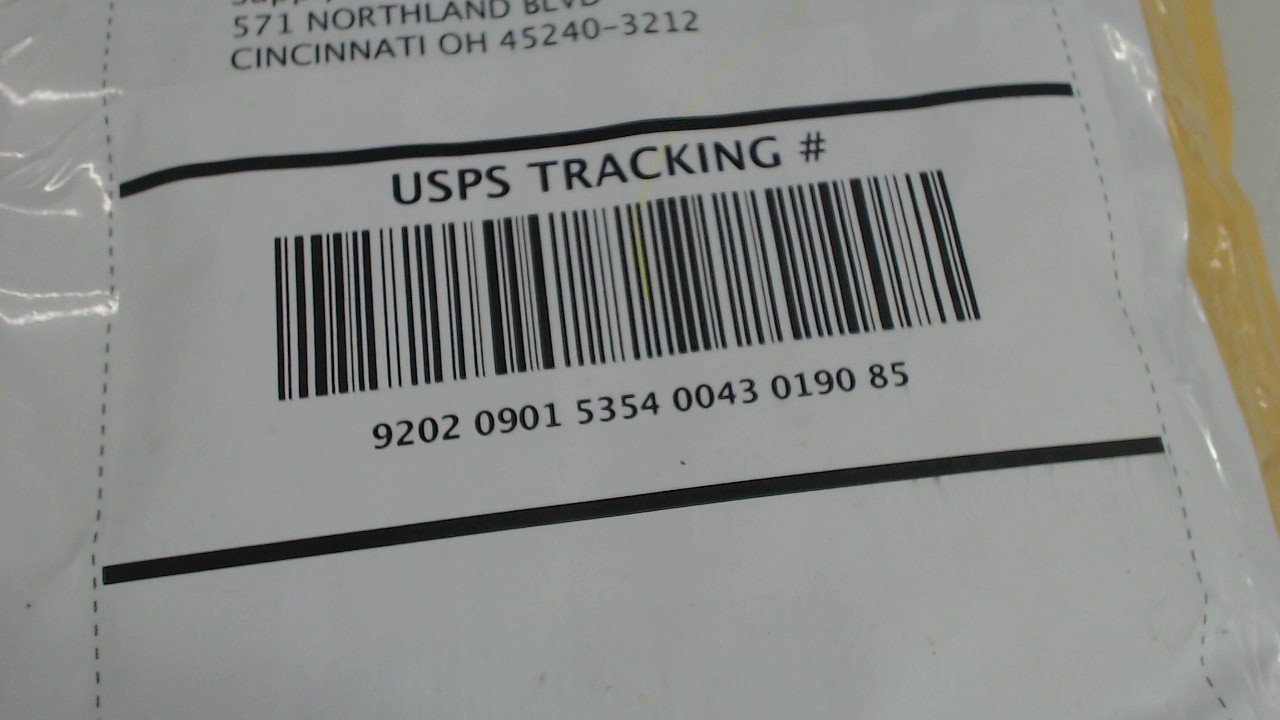 571 NORTHLAND BLVD
CINCINNATI OH 45240-3212
USPS TRACKING #
9202 0901 5354 0043 0190 85